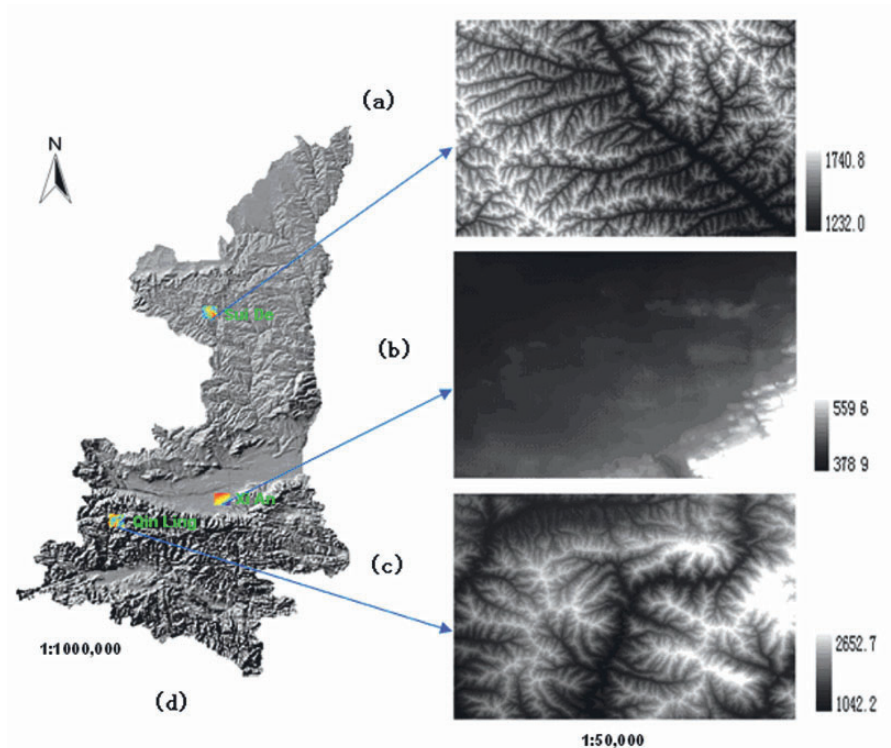 (a)
N
1740.8
1232.0
Sui De
(b)
559 6
378 9
Xi An
Qin Ling
(c)
2652.7
1042.2
1:1000,000
(d)
1:50,000